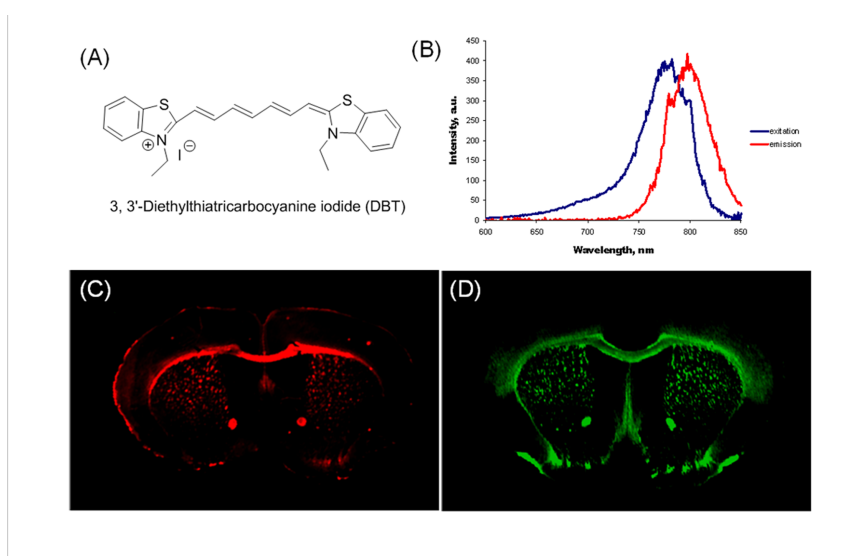 (A)
S
N
⊕
I⊖
S
N
3, 3'-Diethylthiatricarbocyanine iodide (DBT)
(B)
Intensity, a.u.
450
400
350
300
250
200
150
100
50
0
600 650 700 750 800 850
Wavelength, nm
exitation
emission
(C)
(D)